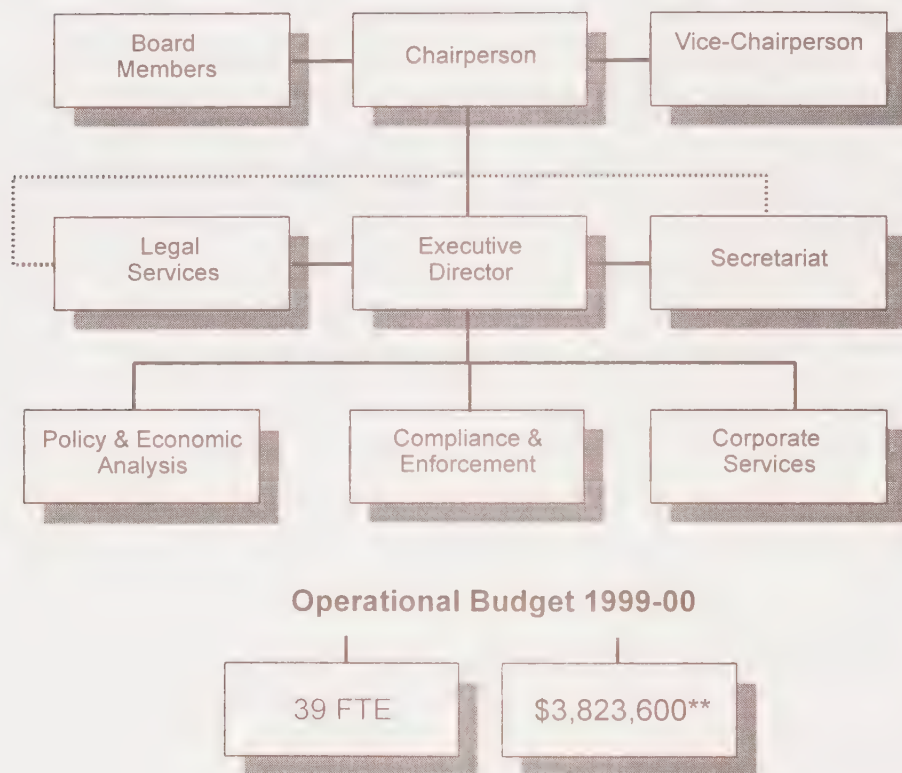 Board
Members
Chairperson
Vice-Chairperson
Legal
Services
Executive
Director
Secretariat
Policy & Economic
Analysis
Compliance &
Enforcement
Corporate
Services
Operational Budget 1999-00
39 FTE
$3,823,600**